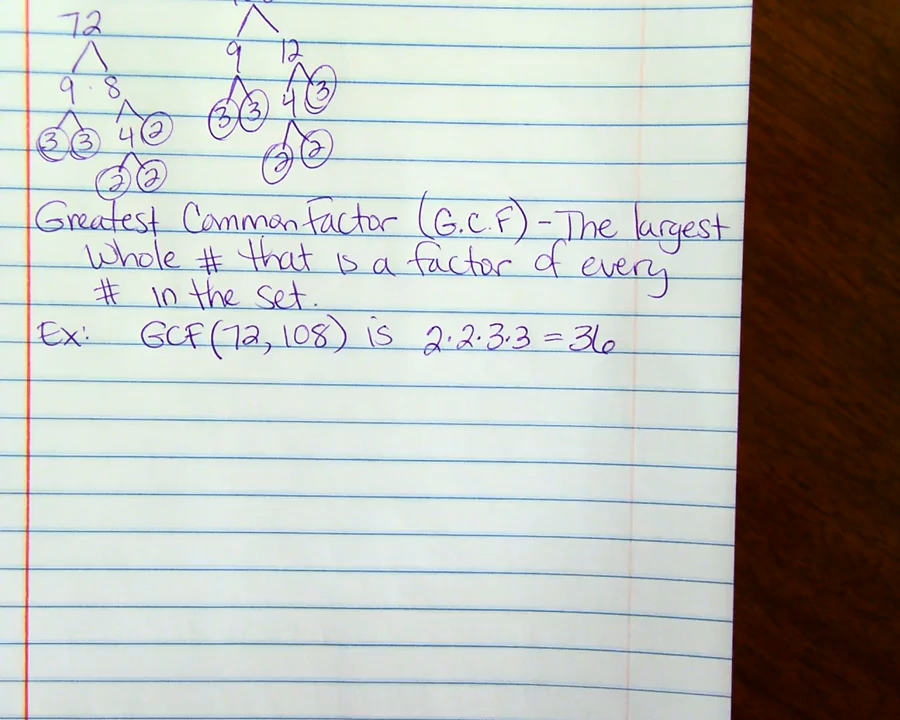 72
9 · 8
3 3 4 2
2 2
9 12
3 3 4 3
2 2
Greatest Common Factor (G.C.F) - The largest
Whole # that is a factor of every
# in the set.
Ex: GCF(72, 108) is 2·2·3·3 = 36